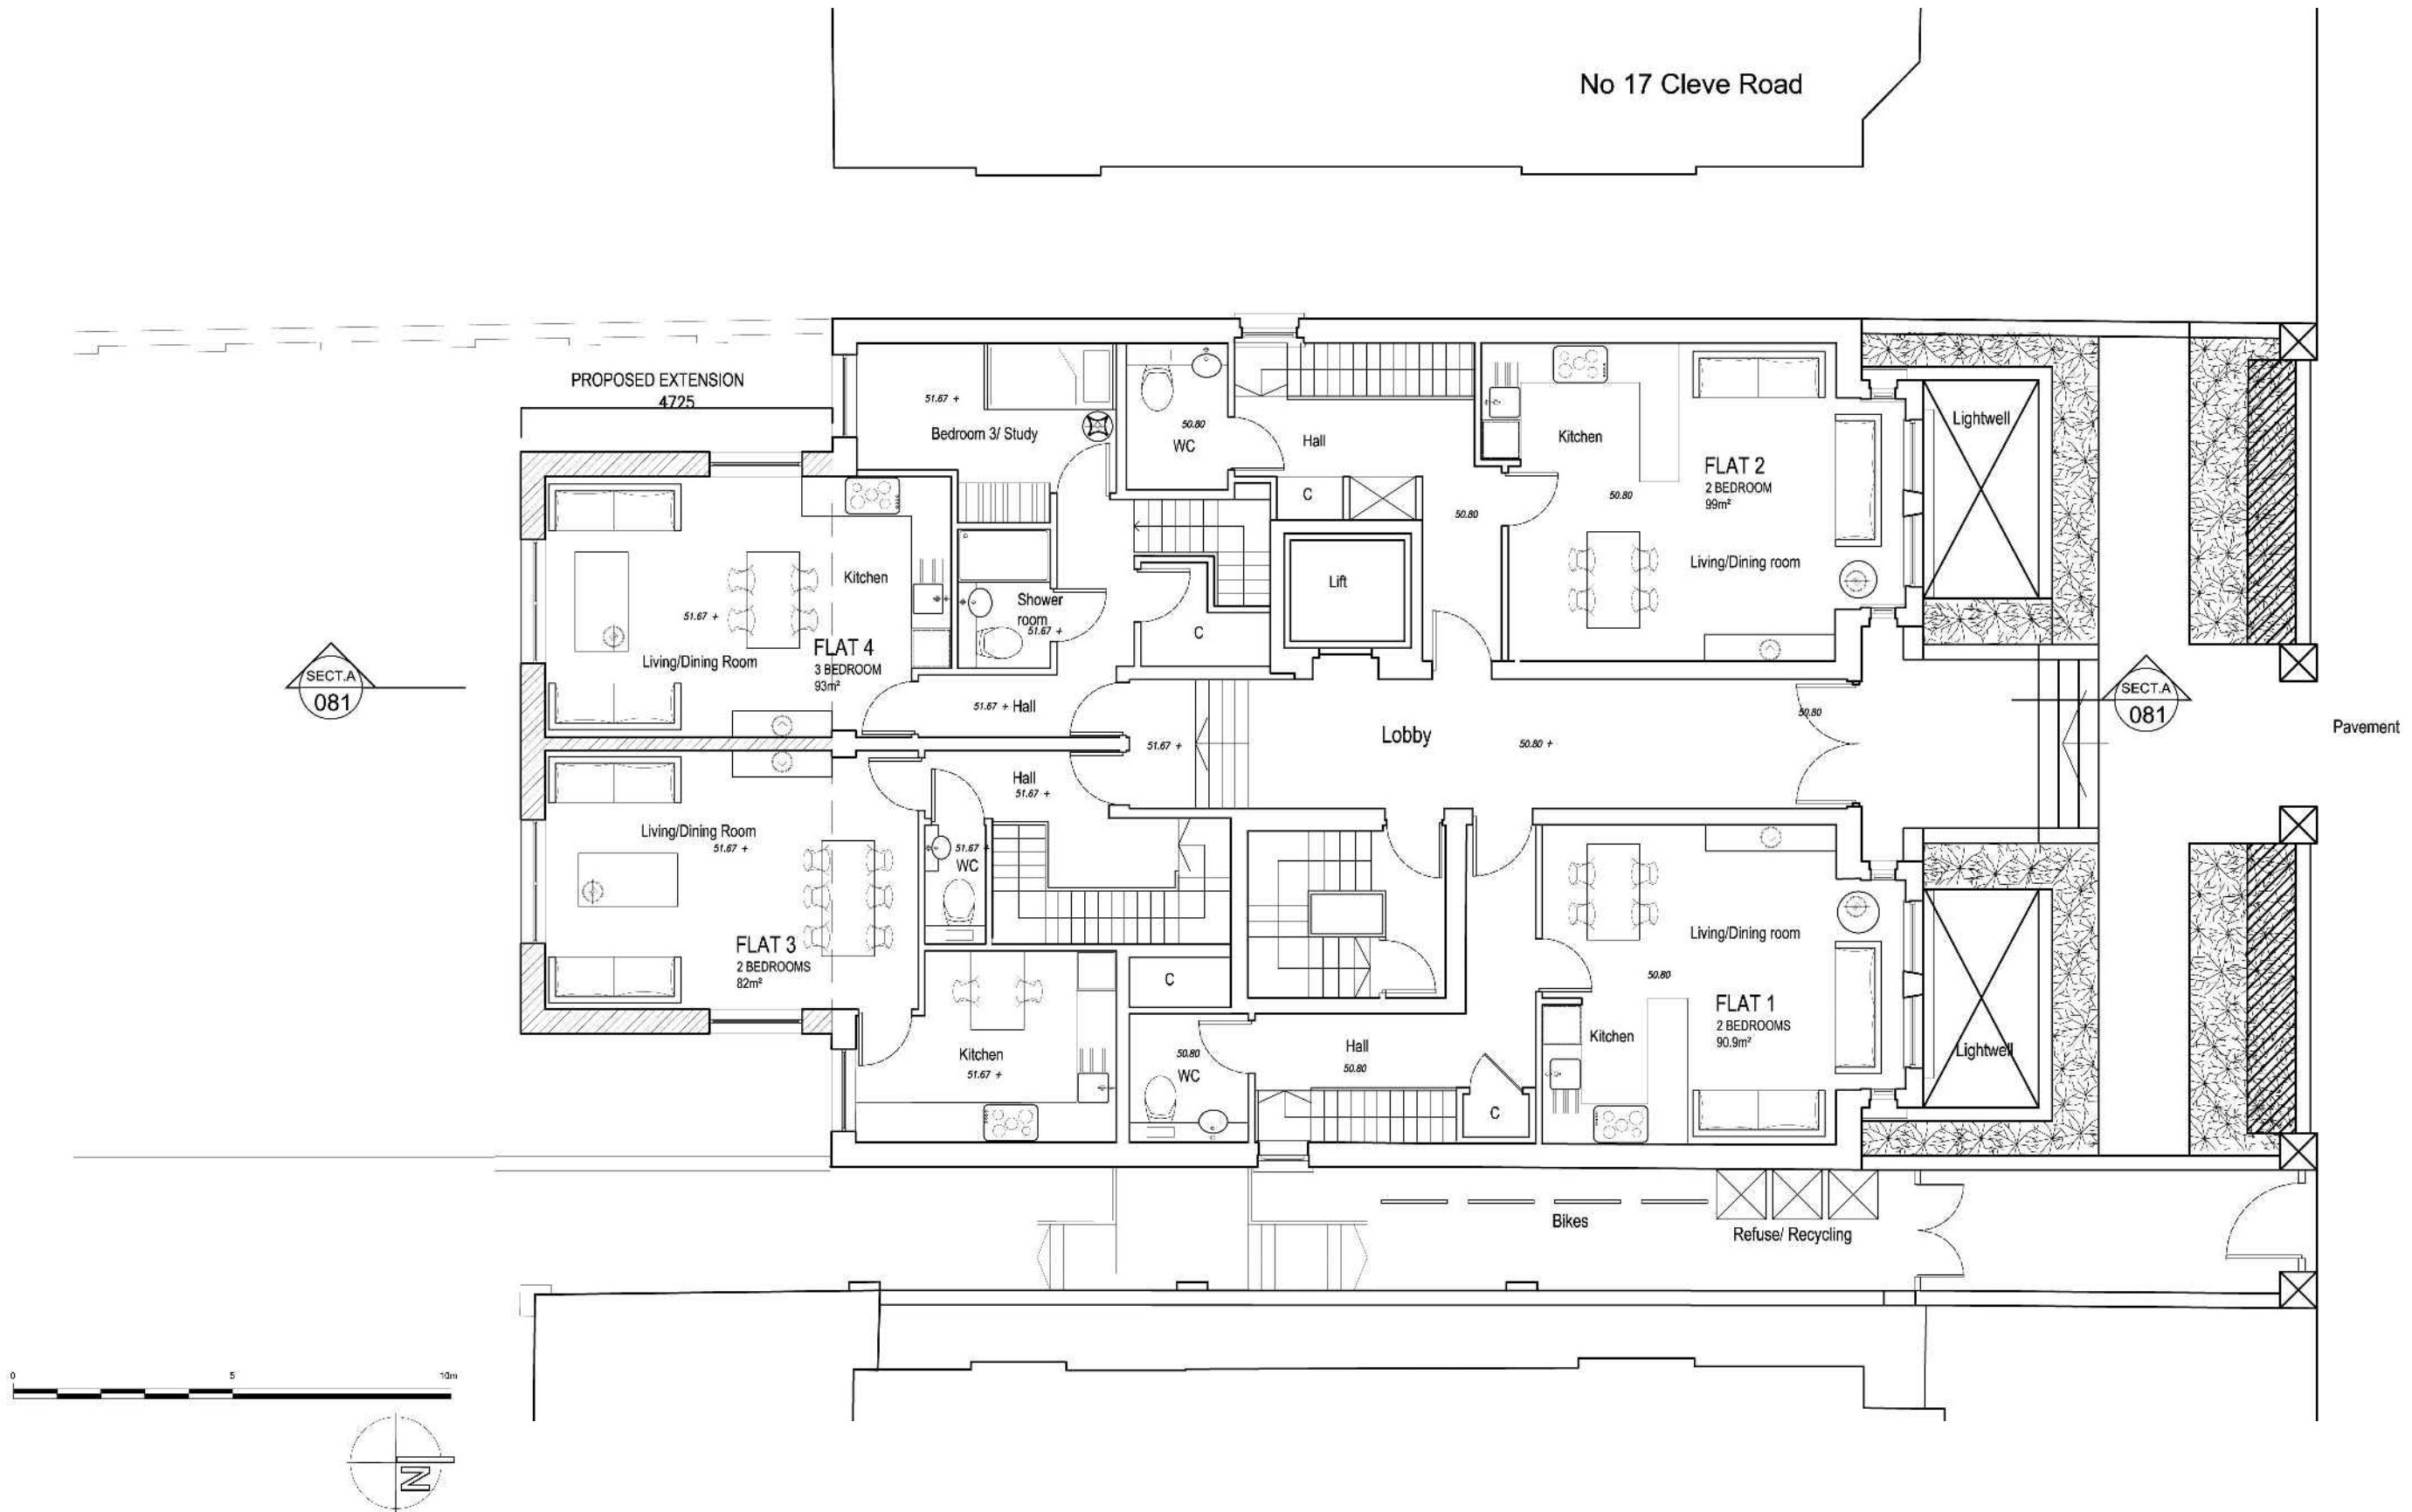 No 17 Cleve Road
PROPOSED EXTENSION
4725
51.67 +
Bedroom 3/ Study
50.80
WC
Hall
C
Kitchen
FLAT 2
2 BEDROOM
99m²
50.80
50.80
Living/Dining room
Lightwell
Lift
Kitchen
Shower
room
51.67 +
C
51.67 +
FLAT 4
3 BEDROOM
93m²
Living/Dining Room
51.67 + Hall
SECT.A
081
SECT.A
081
Pavement
50.80
Lobby
51.67 +
50.80 +
Hall
51.67 +
Living/Dining Room
51.67 +
51.67 +
WC
FLAT 3
2 BEDROOMS
82m²
C
Living/Dining room
50.80
FLAT 1
2 BEDROOMS
90.9m²
Kitchen
Lightwell
Kitchen
51.67 +
50.80
WC
Hall
50.80
C
Bikes
Refuse/ Recycling
0
5
10m
N